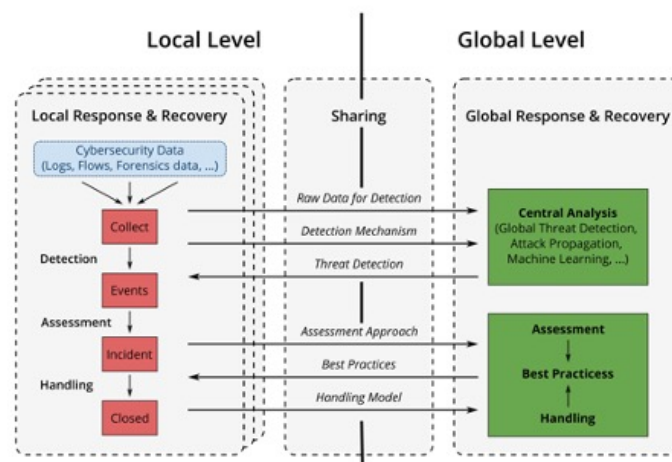 Local Level
Global Level
Local Response & Recovery
Sharing
Global Response & Recovery
Cybersecurity Data
(Logs, Flows, Forensics data, ...)
Collect
Detection
Events
Assessment
Incident
Handling
Closed
Raw Data for Detection
Detection Mechanism
Threat Detection
Assessment Approach
Best Practices
Handling Model
Central Analysis
(Global Threat Detection,
Attack Propagation,
Machine Learning, ...)
Assessment
Best Practicess
Handling